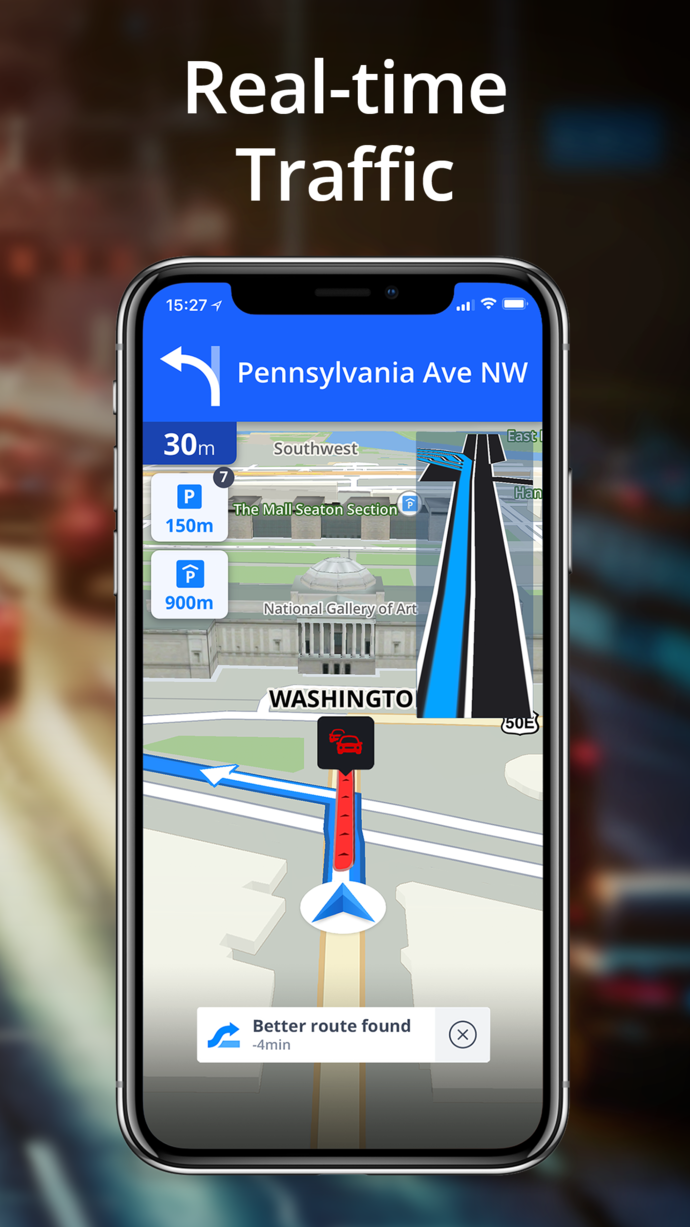 Real-time
Traffic
15:27
Pennsylvania Ave NW
30m
Southwest
East
Han
7
P
150m
The Mall Seaton Section
P
P
900m
National Gallery of Art
WASHINGTO
50E
Better route found
-4min